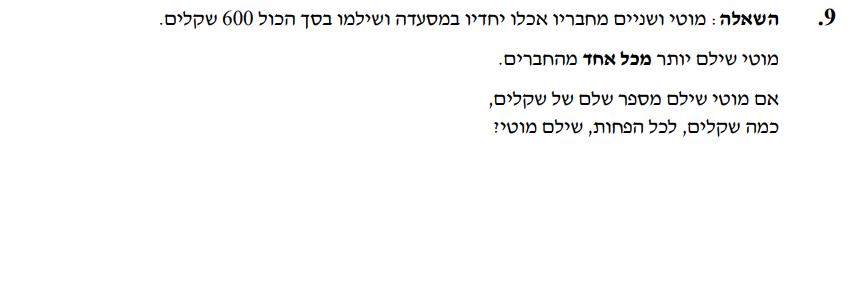 9. השאלה: מוטי ושניים מחבריו אכלו יחדיו במסעדה ושילמו בסך הכול 600 שקלים.
מוטי שילם יותר מכל אחד מהחברים.
אם מוטי שילם מספר שלם של שקלים,
כמה שקלים, לכל הפחות, שילם מוטי?